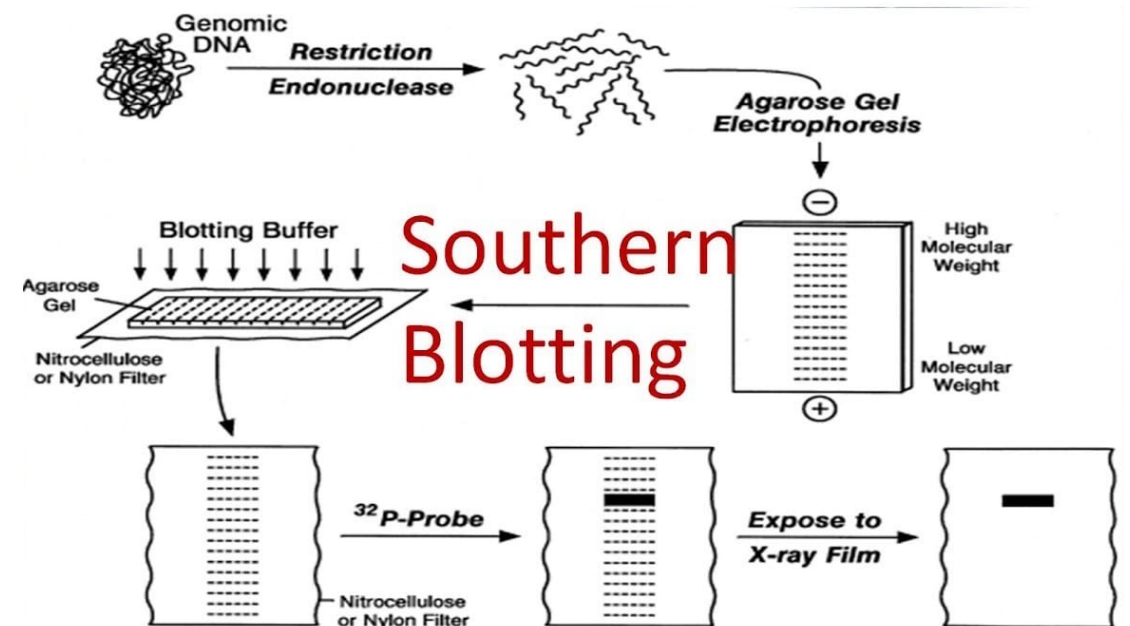 Genomic
DNA
Restriction
Endonuclease
Agarose Gel
Electrophoresis
−
High
Molecular
Weight
Low
Molecular
Weight
+
Southern
Blotting
Blotting Buffer
Agarose
Gel
Nitrocellulose
or Nylon Filter
Nitrocellulose
or Nylon Filter
³²P-Probe
Expose to
X-ray Film